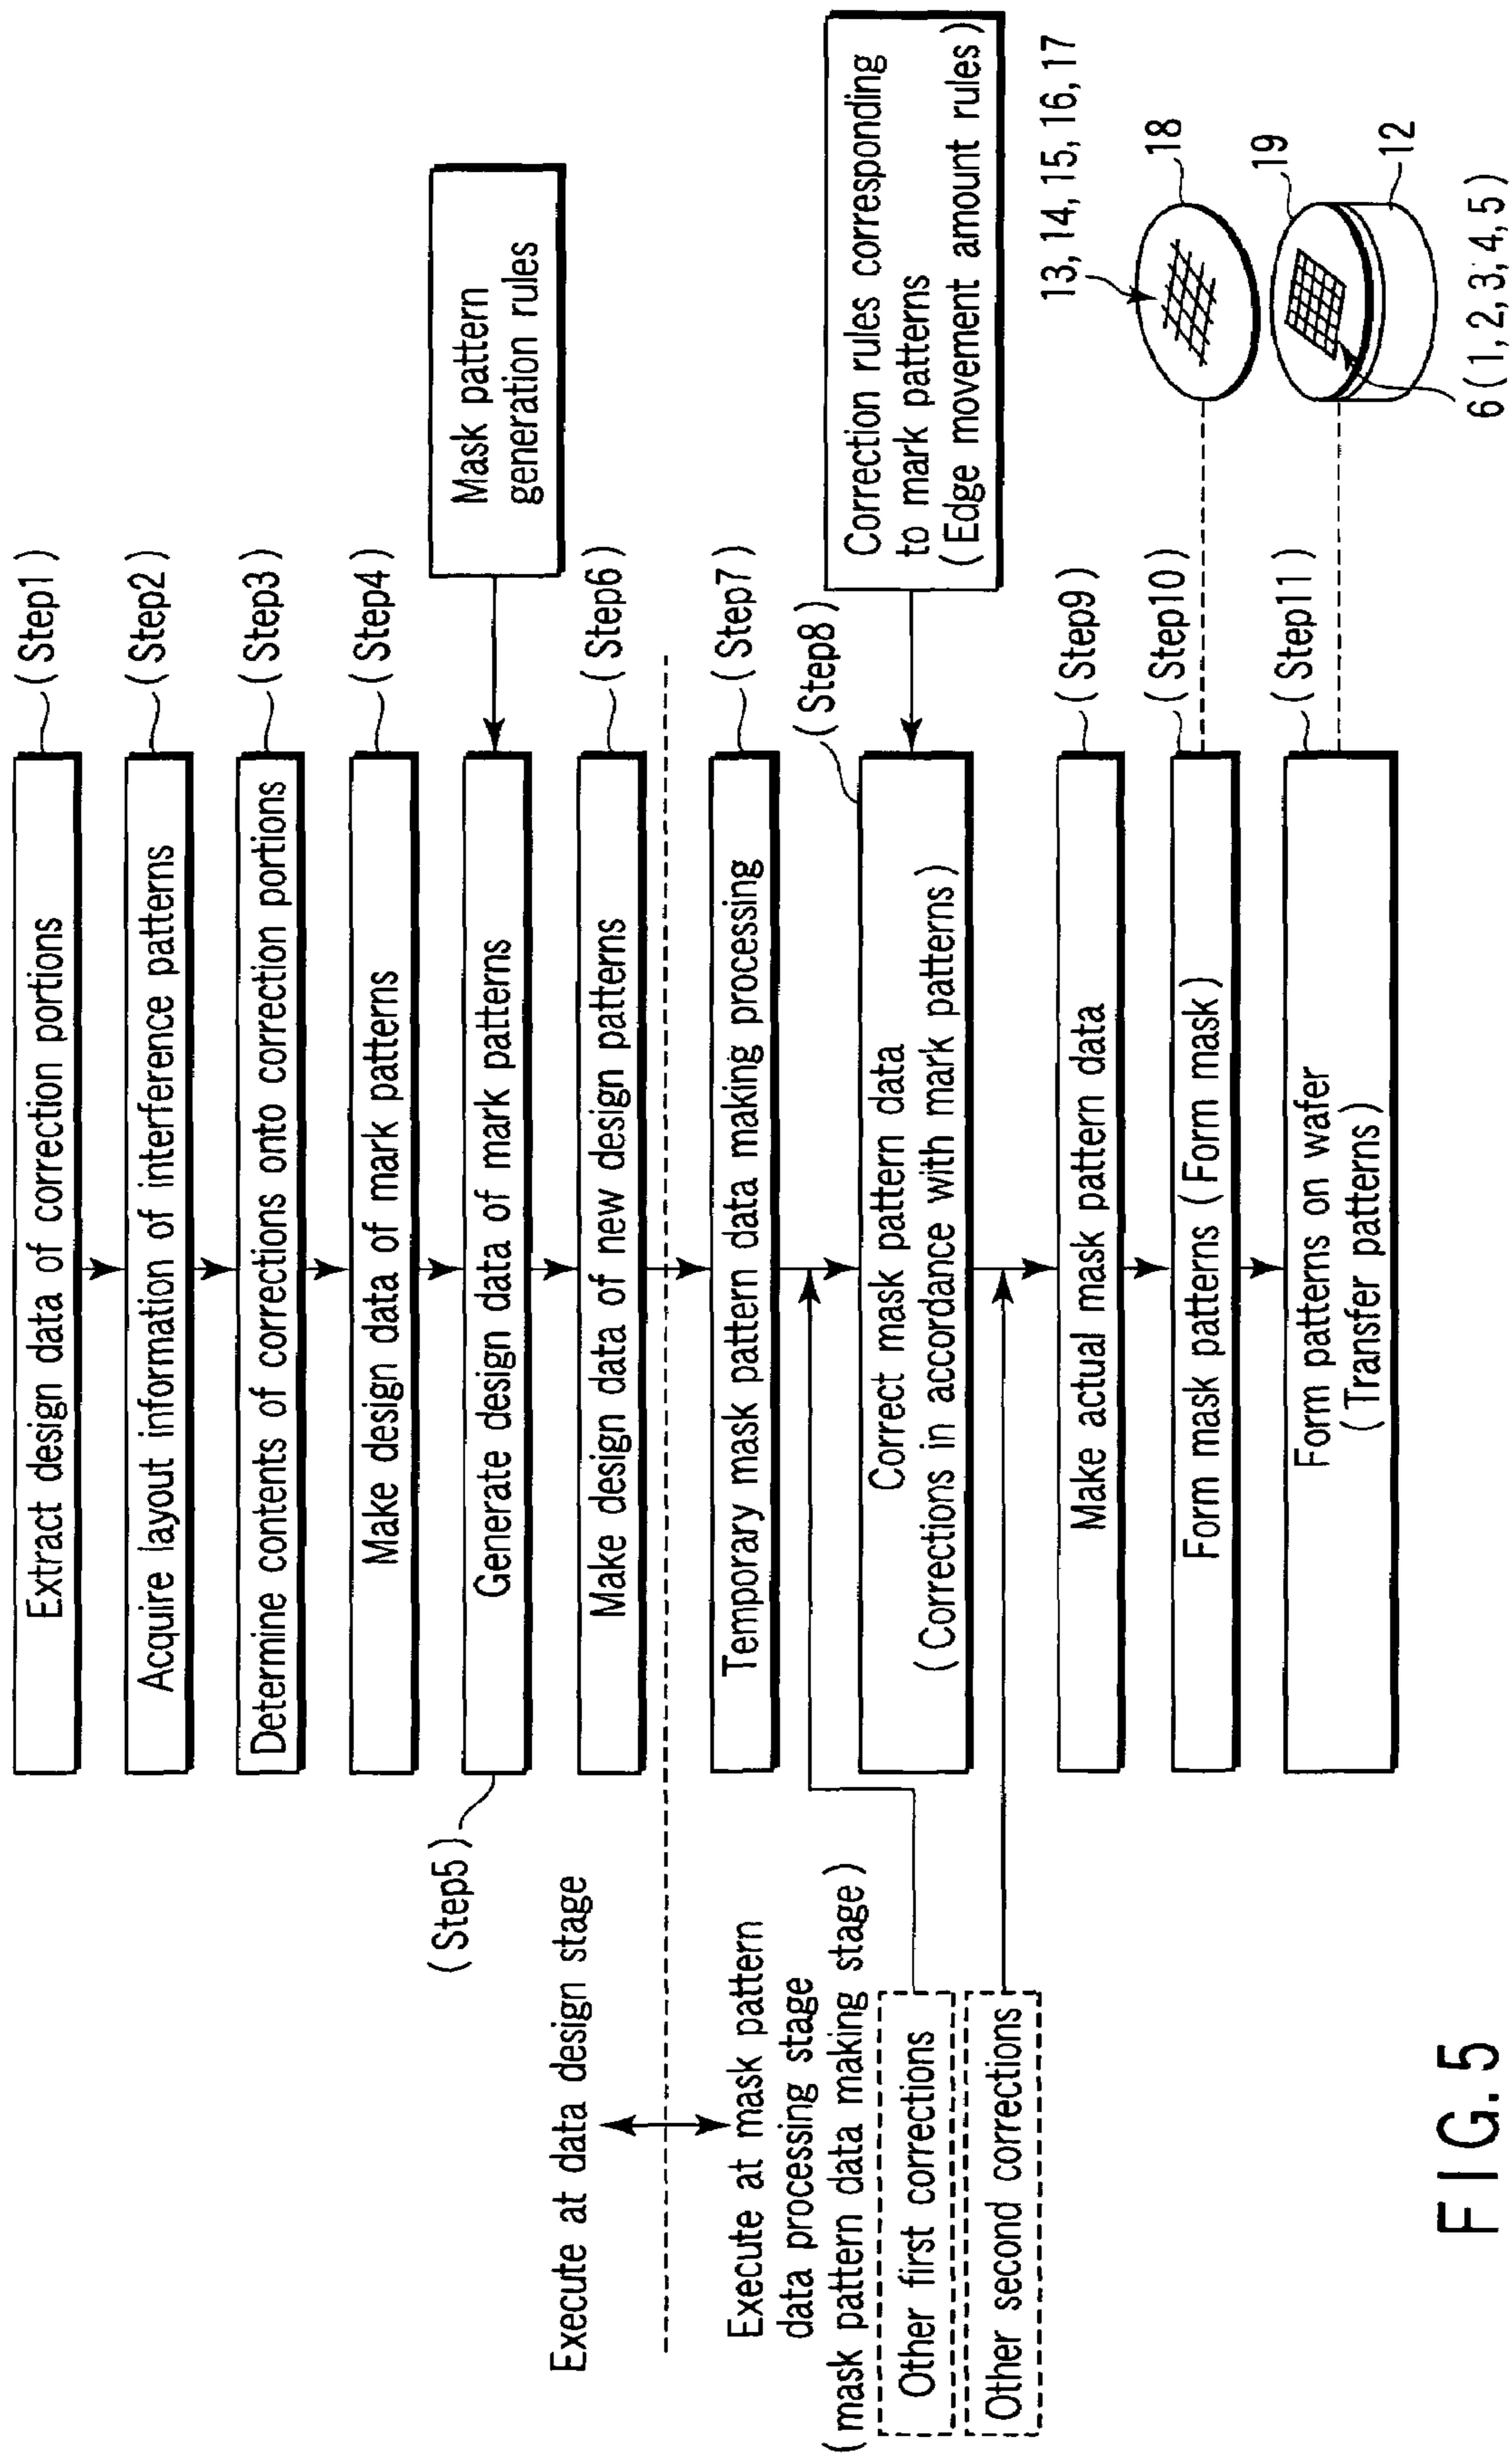 Extract design data of correction portions
(Step1)
Acquire layout information of interference patterns
(Step2)
Determine contents of corrections onto correction portions
(Step3)
Make design data of mark patterns
(Step4)
Mask pattern
generation rules
Generate design data of mark patterns
(Step5)
Make design data of new design patterns
(Step6)
Execute at data design stage
Execute at mask pattern
data processing stage
(mask pattern data making stage)
Temporary mask pattern data making processing
(Step7)
Other first corrections
Correct mask pattern data
(Corrections in accordance with mark patterns)
(Step8)
Correction rules corresponding
to mark patterns
(Edge movement amount rules)
Other second corrections
Make actual mask pattern data
(Step9)
Form mask patterns (Form mask)
(Step10)
13, 14, 15, 16, 17
18
Form patterns on wafer
(Transfer patterns)
(Step11)
19
12
6 (1, 2, 3, 4, 5)
FIG. 5